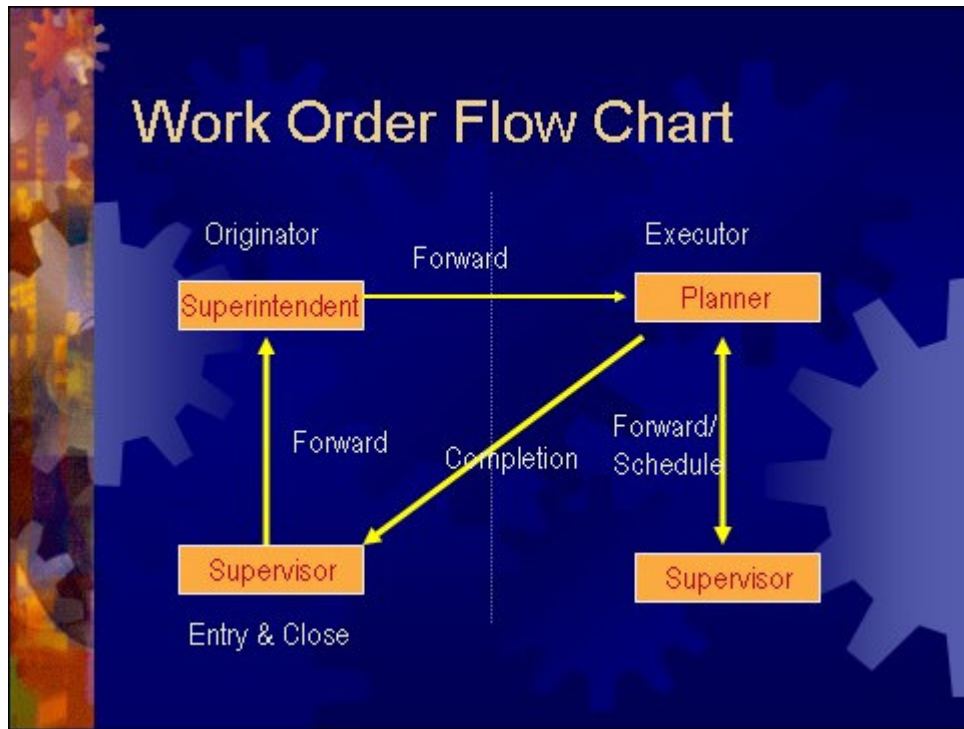 Work Order Flow Chart
Originator
Executor
Forward
Superintendent
Planner
Forward
Completion
Forward/
Schedule
Supervisor
Supervisor
Entry & Close